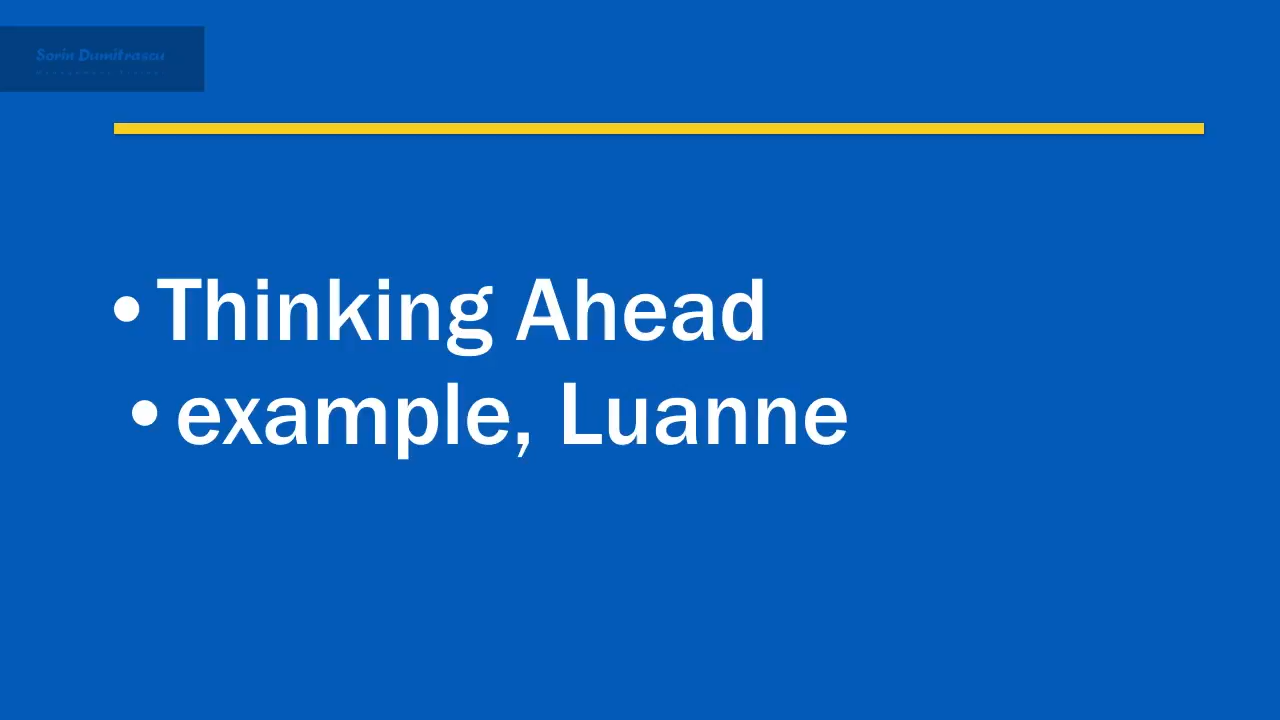 Sorin Dumitrascu
• Thinking Ahead
• example, Luanne